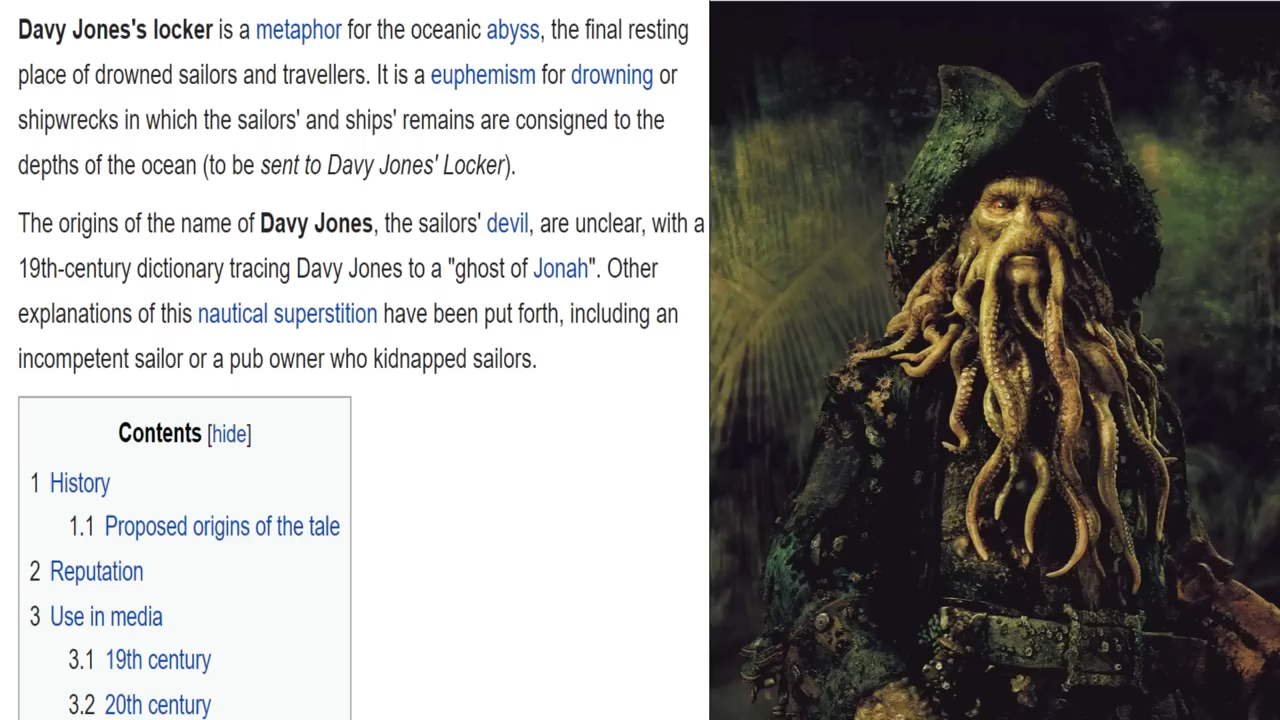 Davy Jones's locker is a metaphor for the oceanic abyss, the final resting
place of drowned sailors and travellers. It is a euphemism for drowning or
shipwrecks in which the sailors' and ships' remains are consigned to the
depths of the ocean (to be sent to Davy Jones' Locker).
The origins of the name of Davy Jones, the sailors' devil, are unclear, with a
19th-century dictionary tracing Davy Jones to a "ghost of Jonah". Other
explanations of this nautical superstition have been put forth, including an
incompetent sailor or a pub owner who kidnapped sailors.
Contents [hide]
1 History
1.1 Proposed origins of the tale
2 Reputation
3 Use in media
3.1 19th century
3.2 20th century